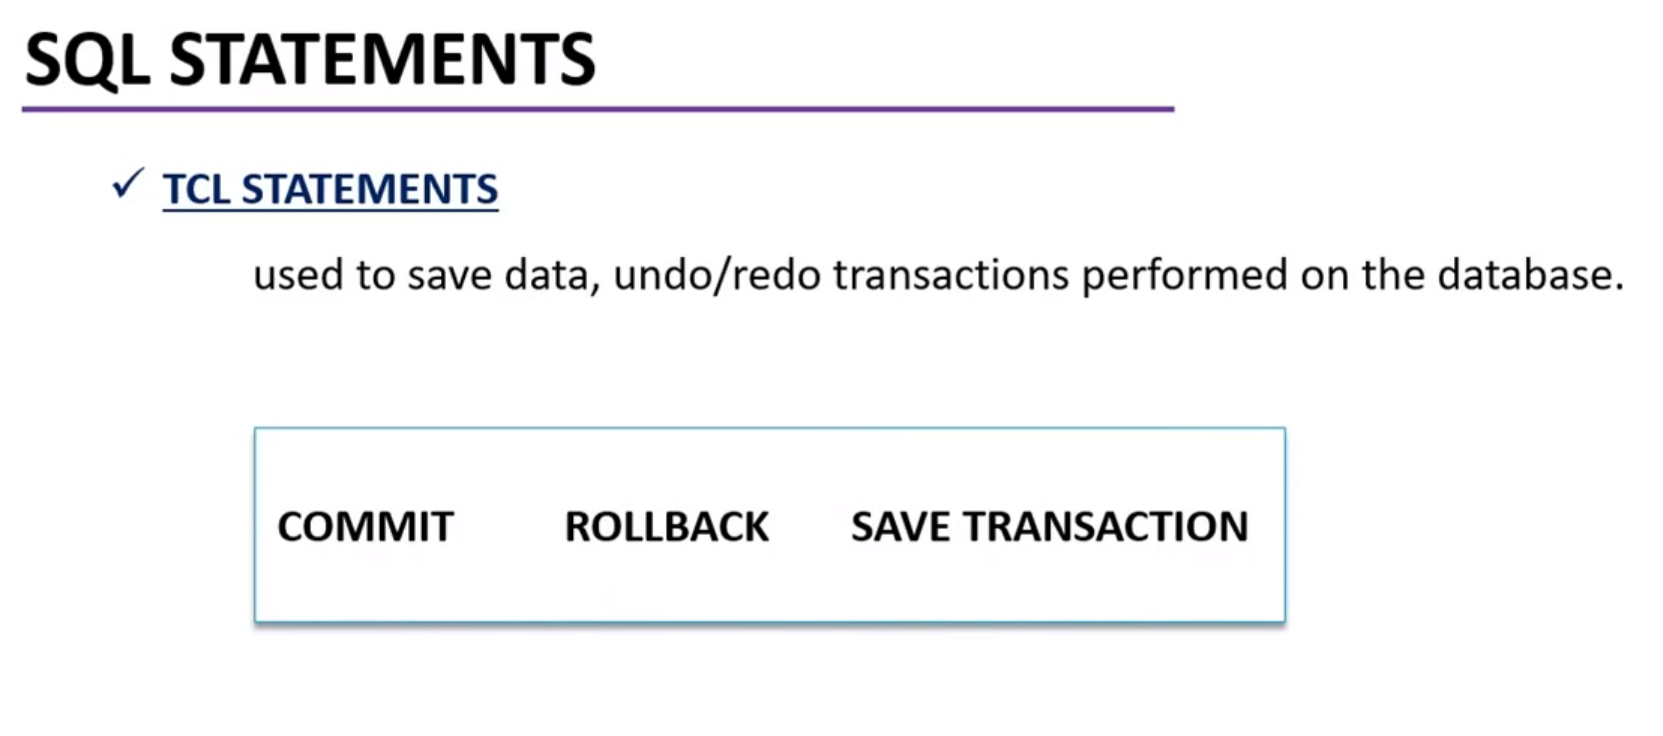 SQL STATEMENTS
✓ TCL STATEMENTS
used to save data, undo/redo transactions performed on the database.
COMMIT ROLLBACK SAVE TRANSACTION